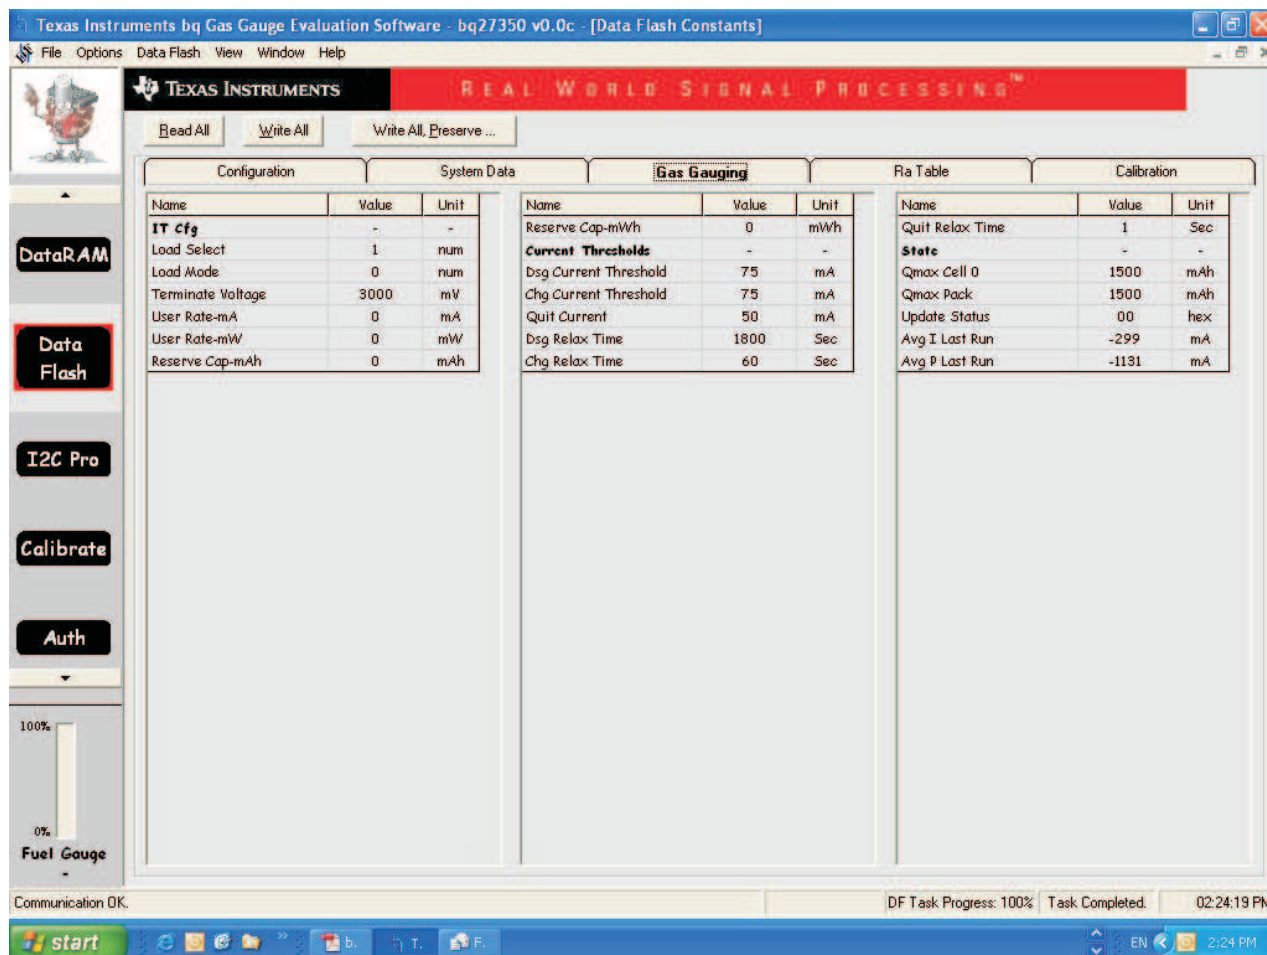 Texas Instruments bq Gas Gauge Evaluation Software - bq27350 v0.0c - [Data Flash Constants]
File Options Data Flash View Window Help
TEXAS INSTRUMENTS REAL WORLD SIGNAL PROCESSING™
Read All Write All Write All, Preserve ...
Configuration System Data Gas Gauging Ra Table Calibration
Name Value Unit
IT Cfg - -
Load Select 1 num
Load Mode 0 num
Terminate Voltage 3000 mV
User Rate-mA 0 mA
User Rate-mW 0 mW
Reserve Cap-mAh 0 mAh
Name Value Unit
Reserve Cap-mWh 0 mWh
Current Thresholds - -
Dsg Current Threshold 75 mA
Chg Current Threshold 75 mA
Quit Current 50 mA
Dsg Relax Time 1800 Sec
Chg Relax Time 60 Sec
Name Value Unit
Quit Relax Time 1 Sec
State - -
Qmax Cell 0 1500 mAh
Qmax Pack 1500 mAh
Update Status 00 hex
Avg I Last Run -299 mA
Avg P Last Run -1131 mA
DataRAM
Data
Flash
I2C Pro
Calibrate
Auth
100%
0%
Fuel Gauge
-
Communication OK. DF Task Progress: 100% Task Completed. 02:24:19 PM
start b. T. F. EN 2:24 PM